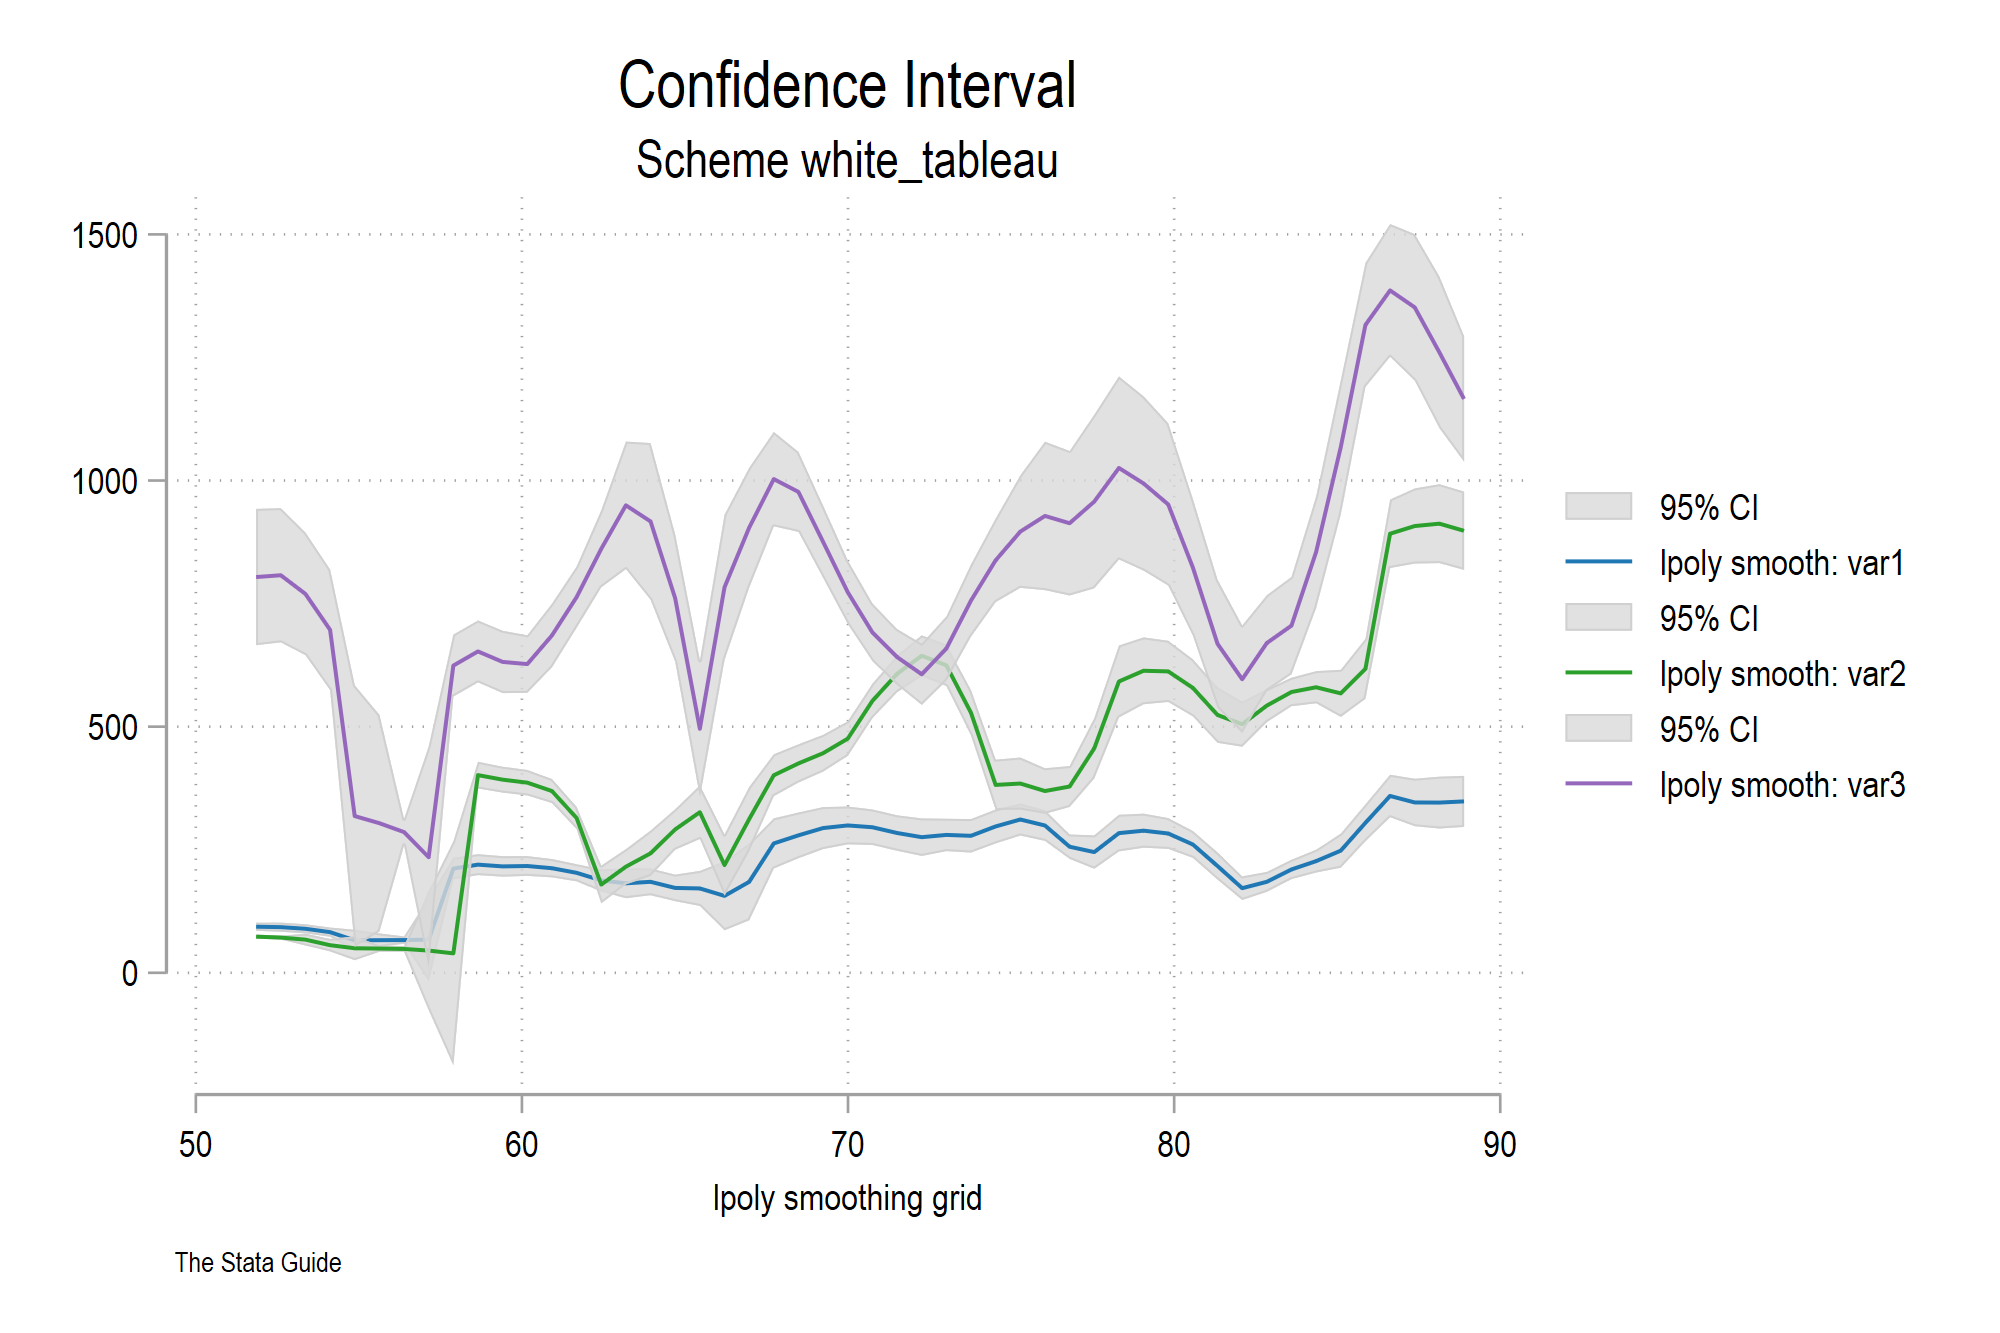 Confidence Interval
Scheme white_tableau
1500
1000
500
0
50 60 70 80 90
lpoly smoothing grid
95% CI
lpoly smooth: var1
95% CI
lpoly smooth: var2
95% CI
lpoly smooth: var3
The Stata Guide